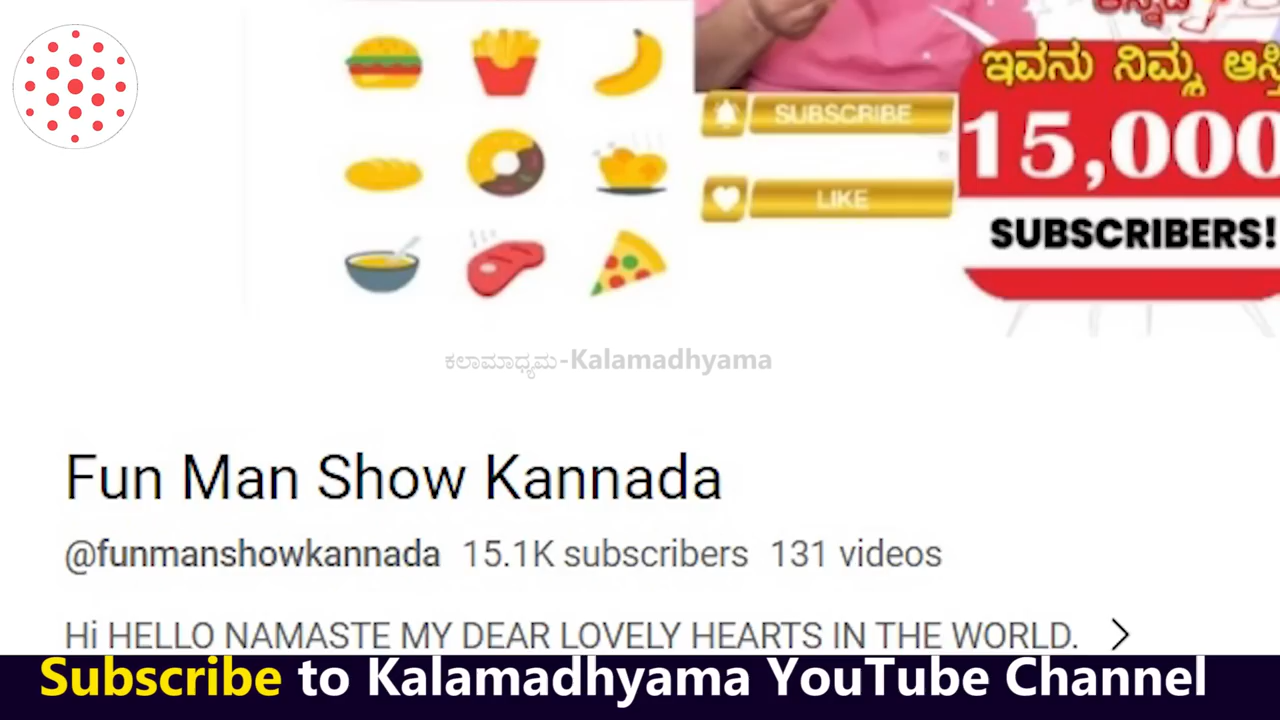 ಇವನು ನಿಮ್ಮ
SUBSCRIBE
15,000
LIKE
SUBSCRIBERS!
ಕಲಾಮಾಧ್ಯಮ-Kalamadhyama
Fun Man Show Kannada
@funmanshowkannada 15.1K subscribers 131 videos
Hi HELLO NAMASTE MY DEAR LOVELY HEARTS IN THE WORLD.
Subscribe to Kalamadhyama YouTube Channel